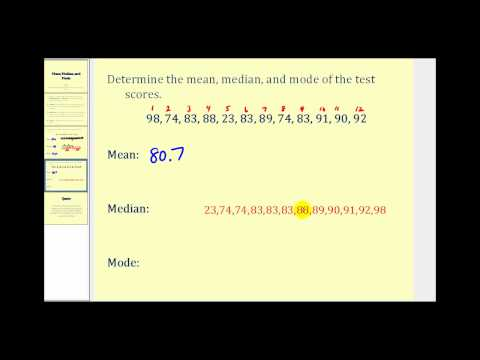 Determine the mean, median, and mode of the test
scores.
1 2 3 4 5 6 7 8 9 10 11 12
98, 74, 83, 88, 23, 83, 89, 74, 83, 91, 90, 92
Mean: 80.7
Median: 23,74,74,83,83,83,88,89,90,91,92,98
Mode: